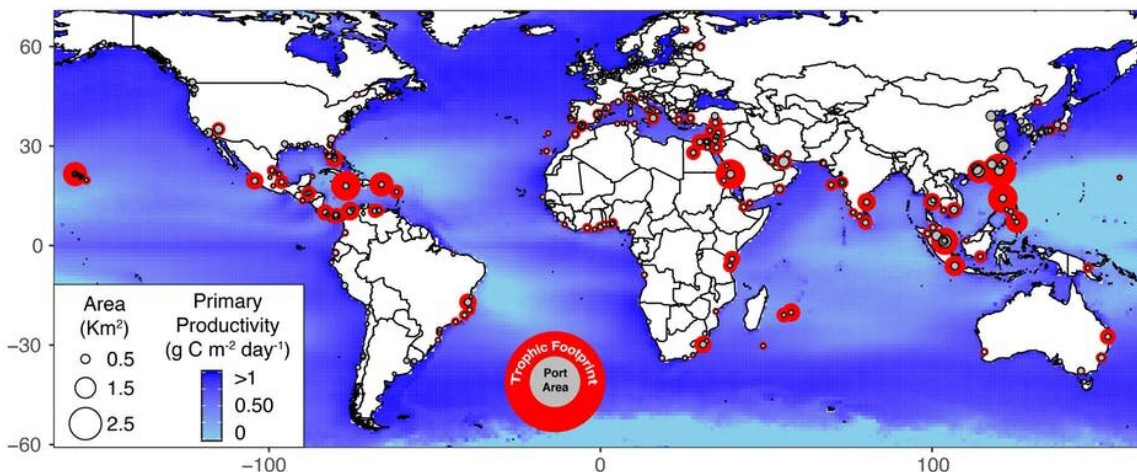 60
30
0
−30
−60
−100
0
100
Area
(Km²)
0.5
1.5
2.5
Primary
Productivity
(g C m⁻² day⁻¹)
>1
0.50
0
Trophic Footprint
Port
Area